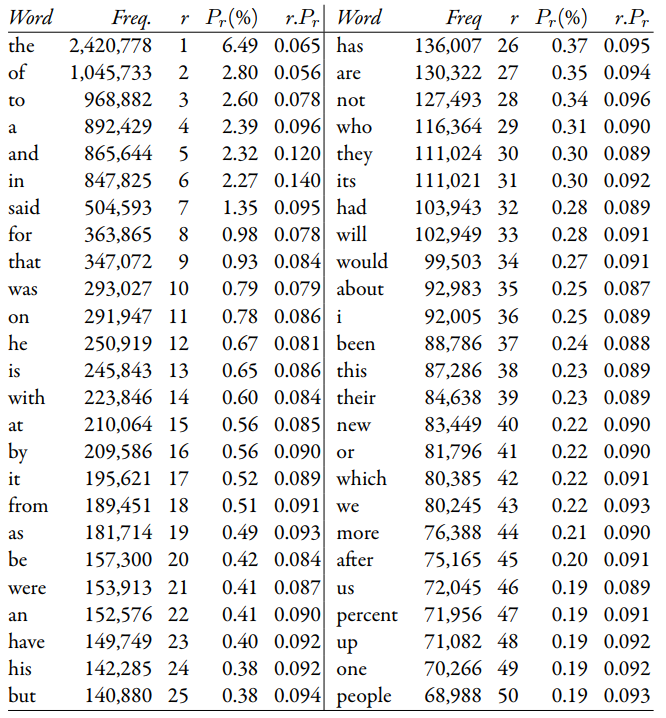 Word Freq. r Pr(%) r.Pr Word Freq r Pr(%) r.Pr
the 2,420,778 1 6.49 0.065 has 136,007 26 0.37 0.095
of 1,045,733 2 2.80 0.056 are 130,322 27 0.35 0.094
to 968,882 3 2.60 0.078 not 127,493 28 0.34 0.096
a 892,429 4 2.39 0.096 who 116,364 29 0.31 0.090
and 865,644 5 2.32 0.120 they 111,024 30 0.30 0.089
in 847,825 6 2.27 0.140 its 111,021 31 0.30 0.092
said 504,593 7 1.35 0.095 had 103,943 32 0.28 0.089
for 363,865 8 0.98 0.078 will 102,949 33 0.28 0.091
that 347,072 9 0.93 0.084 would 99,503 34 0.27 0.091
was 293,027 10 0.79 0.079 about 92,983 35 0.25 0.087
on 291,947 11 0.78 0.086 i 92,005 36 0.25 0.089
he 250,919 12 0.67 0.081 been 88,786 37 0.24 0.088
is 245,843 13 0.65 0.086 this 87,286 38 0.23 0.089
with 223,846 14 0.60 0.084 their 84,638 39 0.23 0.089
at 210,064 15 0.56 0.085 new 83,449 40 0.22 0.090
by 209,586 16 0.56 0.090 or 81,796 41 0.22 0.090
it 195,621 17 0.52 0.089 which 80,385 42 0.22 0.091
from 189,451 18 0.51 0.091 we 80,245 43 0.22 0.093
as 181,714 19 0.49 0.093 more 76,388 44 0.21 0.090
be 157,300 20 0.42 0.084 after 75,165 45 0.20 0.091
were 153,913 21 0.41 0.087 us 72,045 46 0.19 0.089
an 152,576 22 0.41 0.090 percent 71,956 47 0.19 0.091
have 149,749 23 0.40 0.092 up 71,082 48 0.19 0.092
his 142,285 24 0.38 0.092 one 70,266 49 0.19 0.092
but 140,880 25 0.38 0.094 people 68,988 50 0.19 0.093